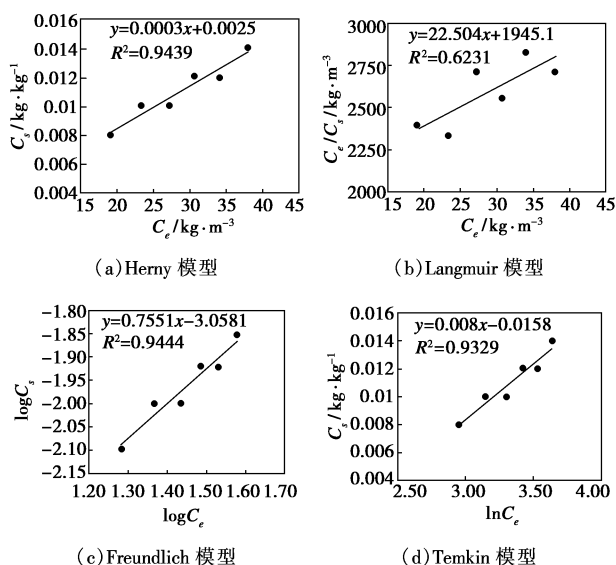 y=0.0003x+0.0025
R²=0.9439
0.016
0.014
0.012
0.01
0.008
0.006
0.004
Cₛ/kg·kg⁻¹
15 20 25 30 35 40 45
Cₑ/kg·m⁻³
(a)Herny 模型
y=22.504x+1945.1
R²=0.6231
3000
2750
2500
2250
2000
Cₑ/Cₛ/kg·m⁻³
15 20 25 30 35 40 45
Cₑ/kg·m⁻³
(b)Langmuir 模型
y=0.7551x−3.0581
R²=0.9444
−1.80
−1.85
−1.90
−1.95
−2.00
−2.05
−2.10
−2.15
logCₛ
1.20 1.30 1.40 1.50 1.60 1.70
logCₑ
(c)Freundlich 模型
y=0.008x−0.0158
R²=0.9329
0.016
0.014
0.012
0.01
0.008
0.006
0.004
Cₛ/kg·kg⁻¹
2.50 3.00 3.50 4.00
lnCₑ
(d)Temkin 模型